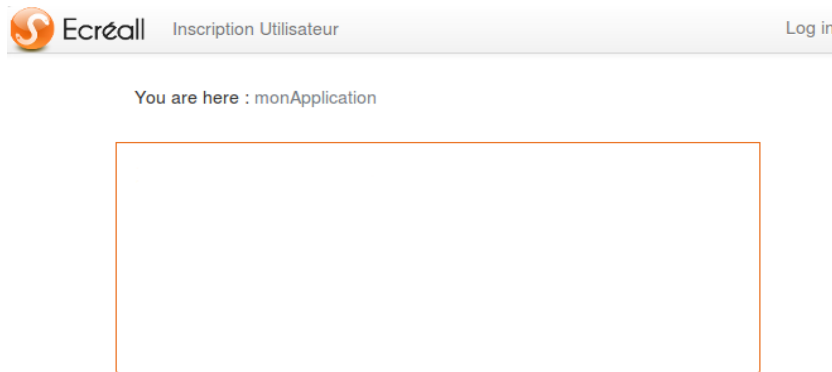 Ecréall Inscription Utilisateur Log in
You are here : monApplication